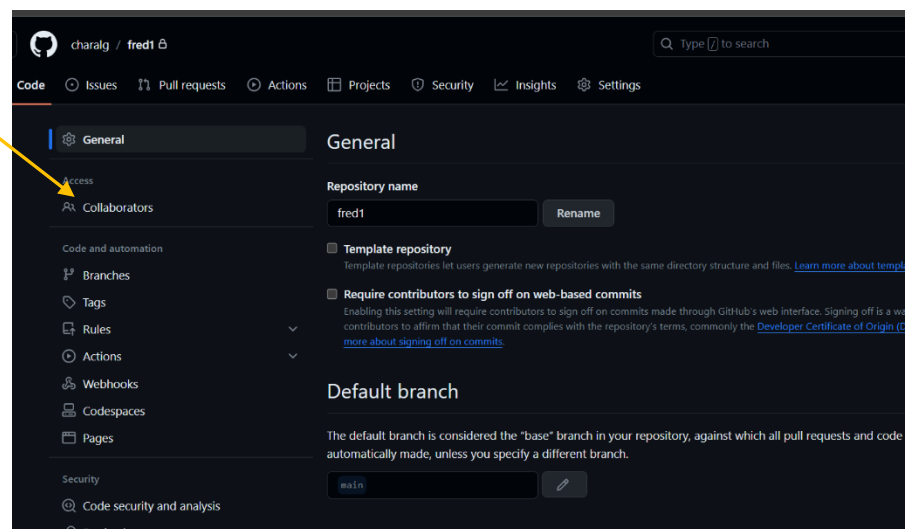 charalg / fred1
Type / to search
Code Issues Pull requests Actions Projects Security Insights Settings
General
Access
Collaborators
Code and automation
Branches
Tags
Rules
Actions
Webhooks
Codespaces
Pages
Security
Code security and analysis
General
Repository name
fred1 Rename
Template repository
Template repositories let users generate new repositories with the same directory structure and files. Learn more about
Require contributors to sign off on web-based commits
Enabling this setting will require contributors to sign off on commits made through GitHub's web interface. Signing off is a
contributors to affirm that their commit complies with the repository's terms, commonly the Developer Certificate of Origin
more about signing off on commits.
Default branch
The default branch is considered the "base" branch in your repository, against which all pull requests and code
automatically made, unless you specify a different branch.
main